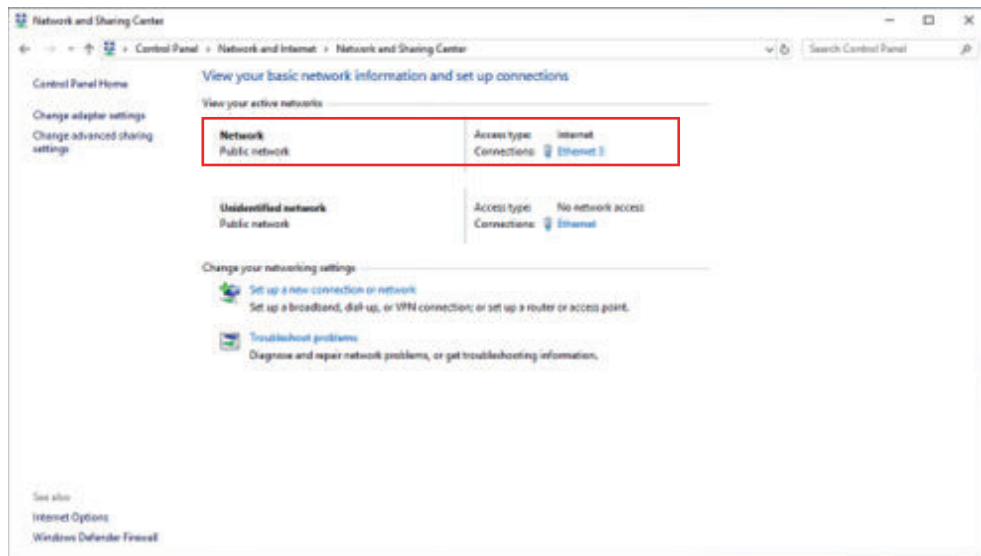 Network and Sharing Center
Control Panel › Network and Internet › Network and Sharing Center
Search Control Panel
Control Panel Home
Change adapter settings
Change advanced sharing
settings
View your basic network information and set up connections
View your active networks
Network
Public network
Access type: Internet
Connections: Ethernet 3
Unidentified network
Public network
Access type: No network access
Connections: Ethernet
Change your networking settings
Set up a new connection or network
Set up a broadband, dial-up, or VPN connection; or set up a router or access point.
Troubleshoot problems
Diagnose and repair network problems, or get troubleshooting information.
See also
Internet Options
Windows Defender Firewall